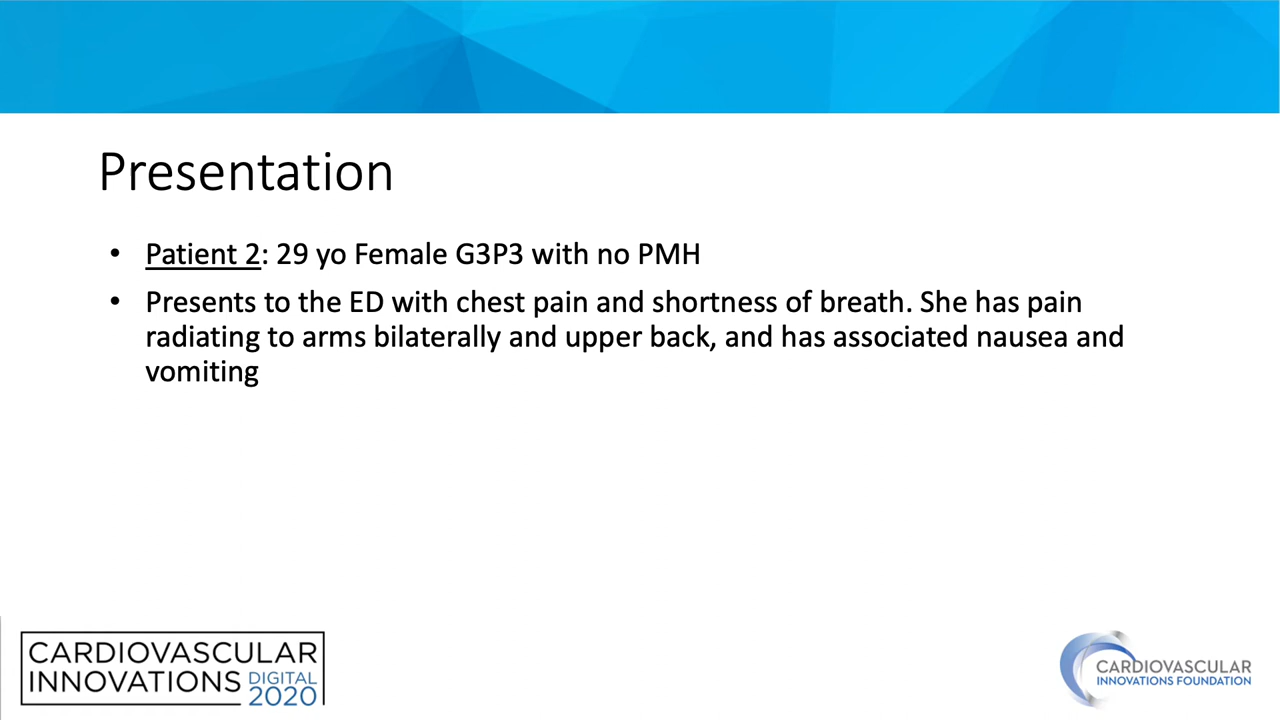 Presentation
• Patient 2: 29 yo Female G3P3 with no PMH
• Presents to the ED with chest pain and shortness of breath. She has pain
radiating to arms bilaterally and upper back, and has associated nausea and
vomiting
CARDIOVASCULAR
INNOVATIONS DIGITAL
2020
CARDIOVASCULAR
INNOVATIONS FOUNDATION